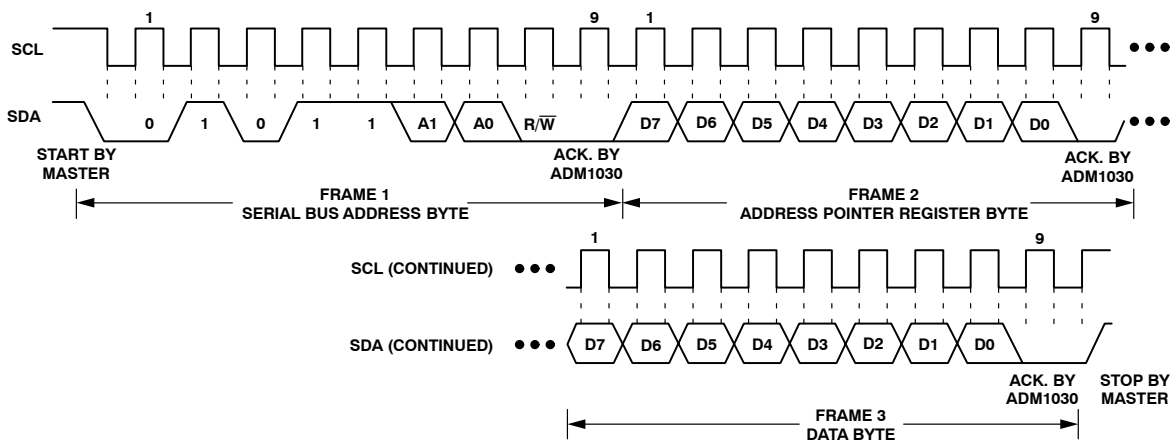 1 9 1 9
SCL
SDA 0 1 0 1 1 A1 A0 R/W̅ D7 D6 D5 D4 D3 D2 D1 D0
START BY MASTER
ACK. BY ADM1030
ACK. BY ADM1030
FRAME 1
SERIAL BUS ADDRESS BYTE
FRAME 2
ADDRESS POINTER REGISTER BYTE
1 9
SCL (CONTINUED)
SDA (CONTINUED) D7 D6 D5 D4 D3 D2 D1 D0
ACK. BY ADM1030
STOP BY MASTER
FRAME 3
DATA BYTE